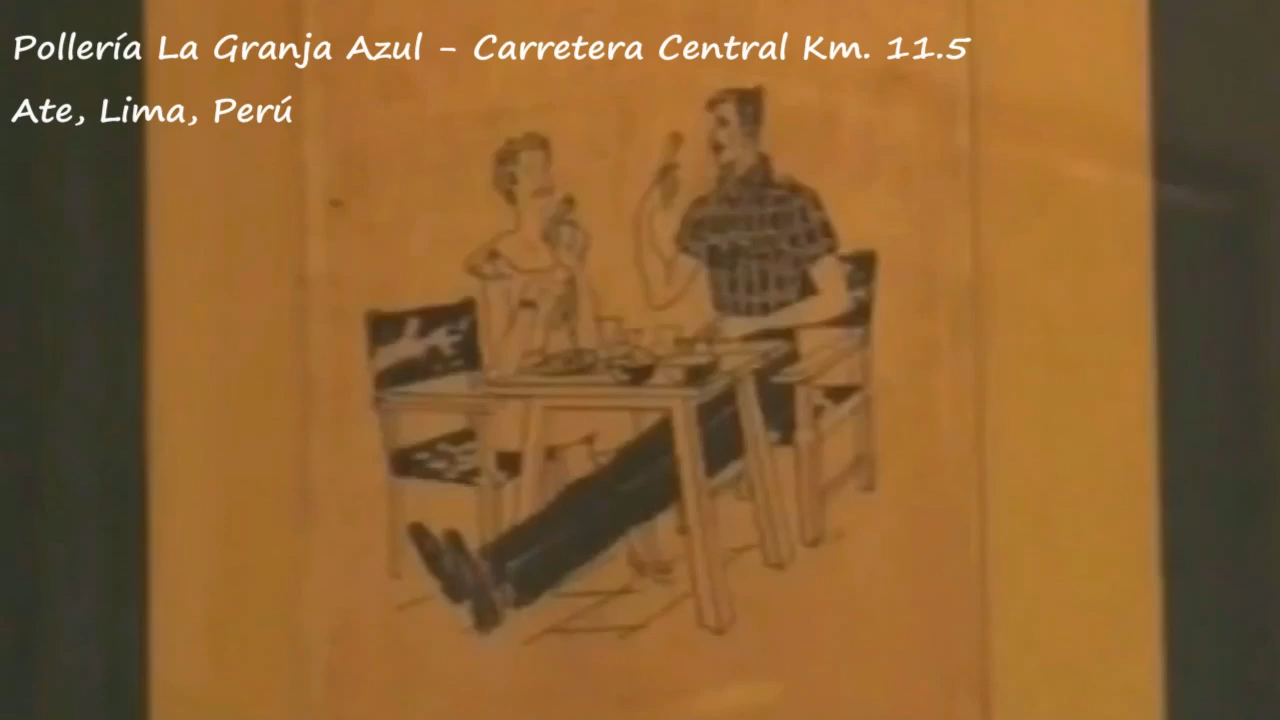 Pollería La Granja Azul - Carretera Central Km. 11.5
Ate, Lima, Perú